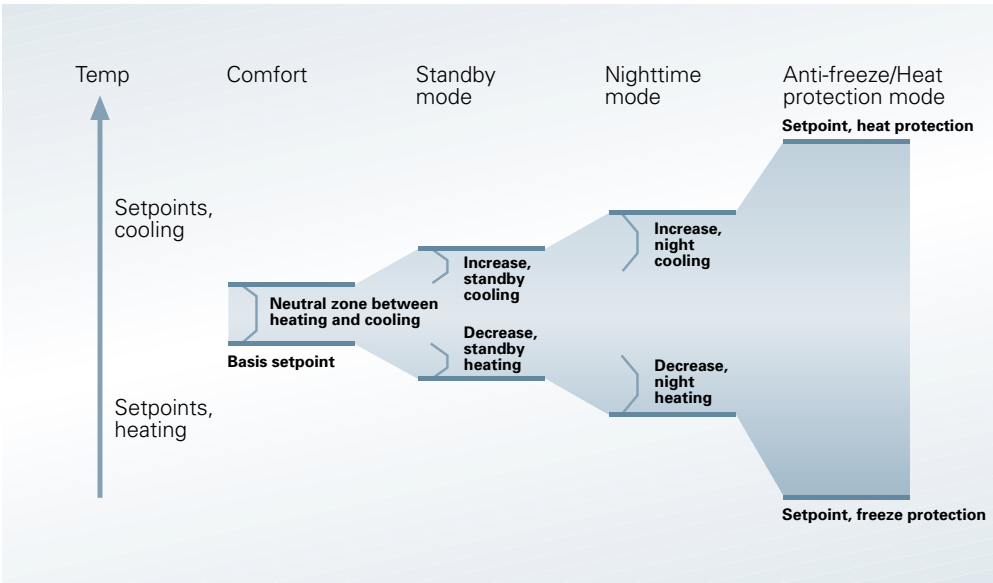 Temp
Comfort
Standby
mode
Nighttime
mode
Anti-freeze/Heat
protection mode
Setpoint, heat protection
Setpoints,
cooling
Increase,
night
cooling
Increase,
standby
cooling
Neutral zone between
heating and cooling
Basis setpoint
Decrease,
standby
heating
Decrease,
night
heating
Setpoints,
heating
Setpoint, freeze protection